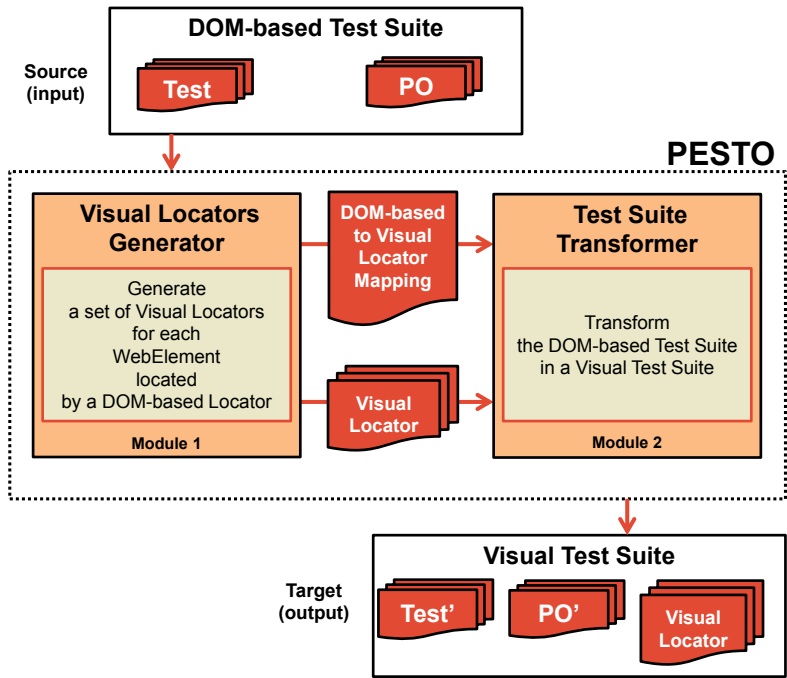 DOM-based Test Suite
Source
(input)
Test
PO
PESTO
Visual Locators
Generator
Generate
a set of Visual Locators
for each
WebElement
located
by a DOM-based Locator
Module 1
DOM-based
to Visual
Locator
Mapping
Visual
Locator
Test Suite
Transformer
Transform
the DOM-based Test Suite
in a Visual Test Suite
Module 2
Visual Test Suite
Target
(output)
Test’
PO’
Visual
Locator